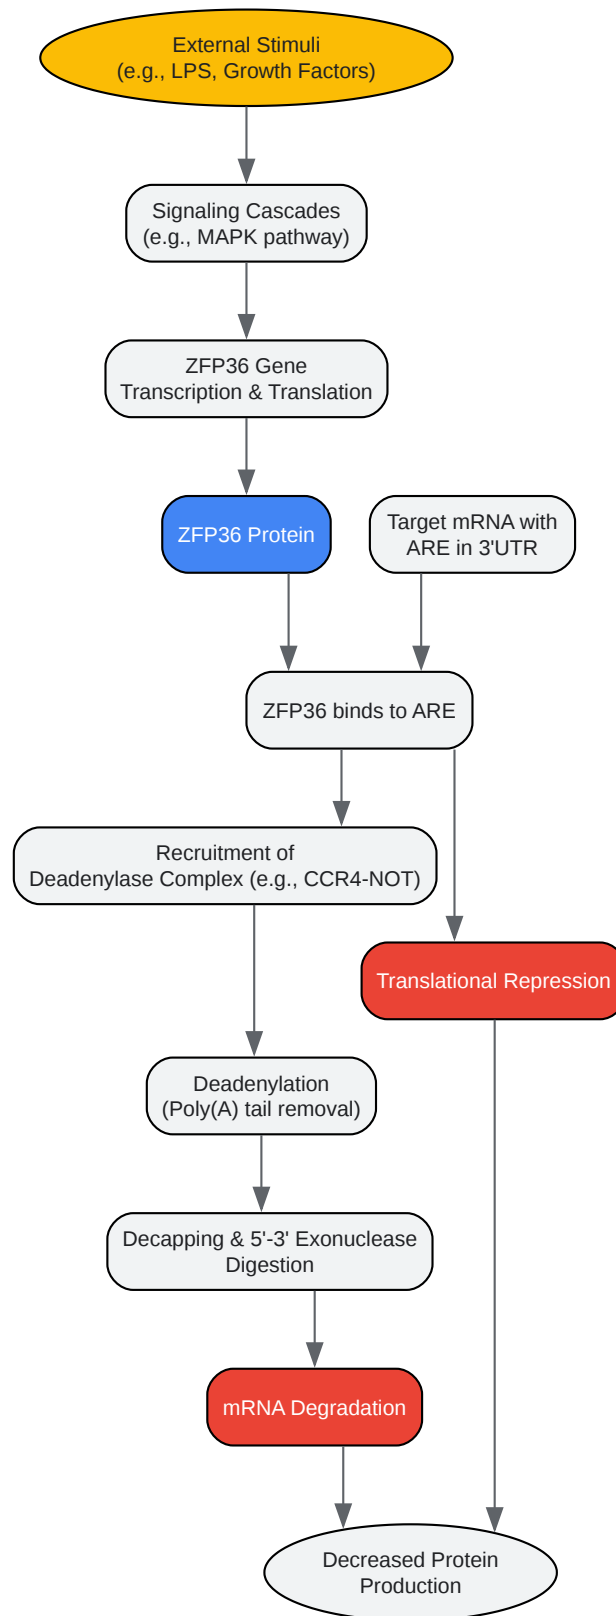 External Stimuli
(e.g., LPS, Growth Factors)
Signaling Cascades
(e.g., MAPK pathway)
ZFP36 Gene
Transcription & Translation
ZFP36 Protein
Target mRNA with
ARE in 3'UTR
ZFP36 binds to ARE
Recruitment of
Deadenylase Complex (e.g., CCR4-NOT)
Translational Repression
Deadenylation
(Poly(A) tail removal)
Decapping & 5'-3' Exonuclease
Digestion
mRNA Degradation
Decreased Protein
Production